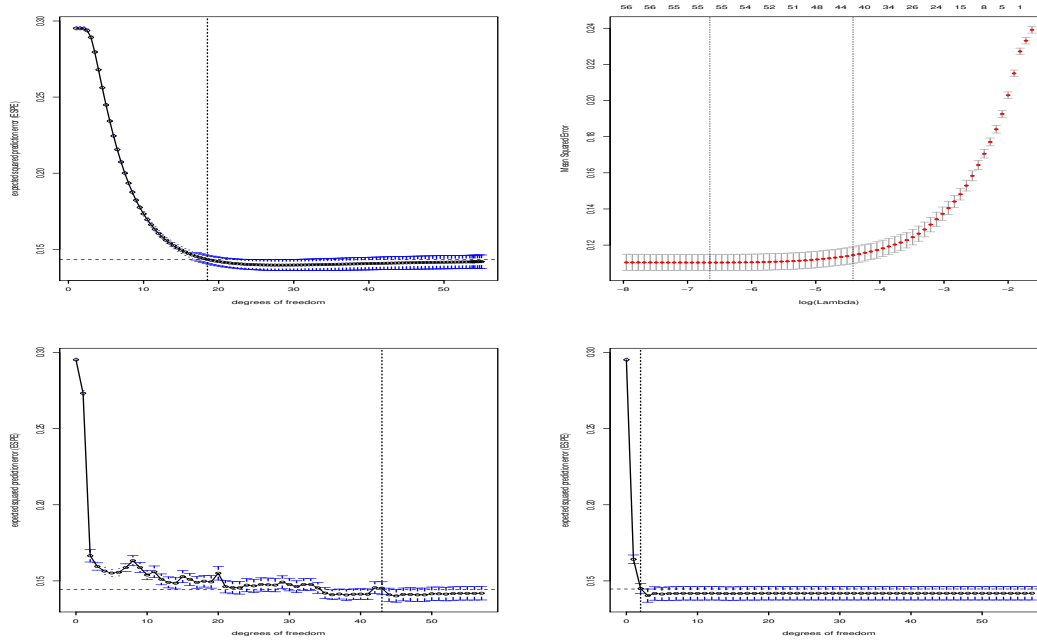 56 56 55 55 55 54 52 51 48 44 40 34 26 24 15 8 5 1
expected squared prediction error (ESPE)
0.30
0.25
0.20
0.15
0 10 20 30 40 50
degrees of freedom
Mean Squared Error
0.24
0.22
0.20
0.18
0.16
0.14
0.12
−8 −7 −6 −5 −4 −3 −2
log(Lambda)
expected squared prediction error (ESPE)
0.30
0.25
0.20
0.15
0 10 20 30 40 50
degrees of freedom
expected squared prediction error (ESPE)
0.30
0.25
0.20
0.15
0 10 20 30 40 50
degrees of freedom